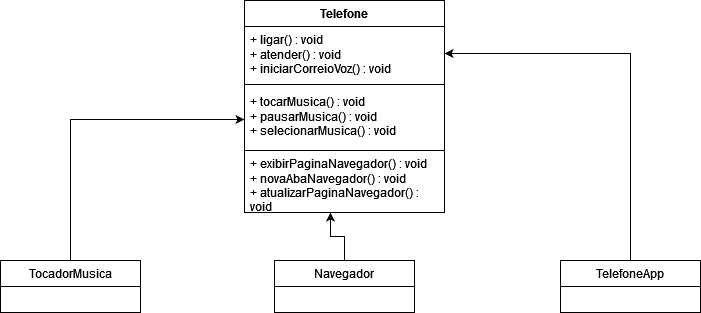 Telefone
+ ligar() : void
+ atender() : void
+ iniciarCorreioVoz() : void
+ tocarMusica() : void
+ pausarMusica() : void
+ selecionarMusica() : void
+ exibirPaginaNavegador() : void
+ novaAbaNavegador() : void
+ atualizarPaginaNavegador() :
void
TocadorMusica
Navegador
TelefoneApp